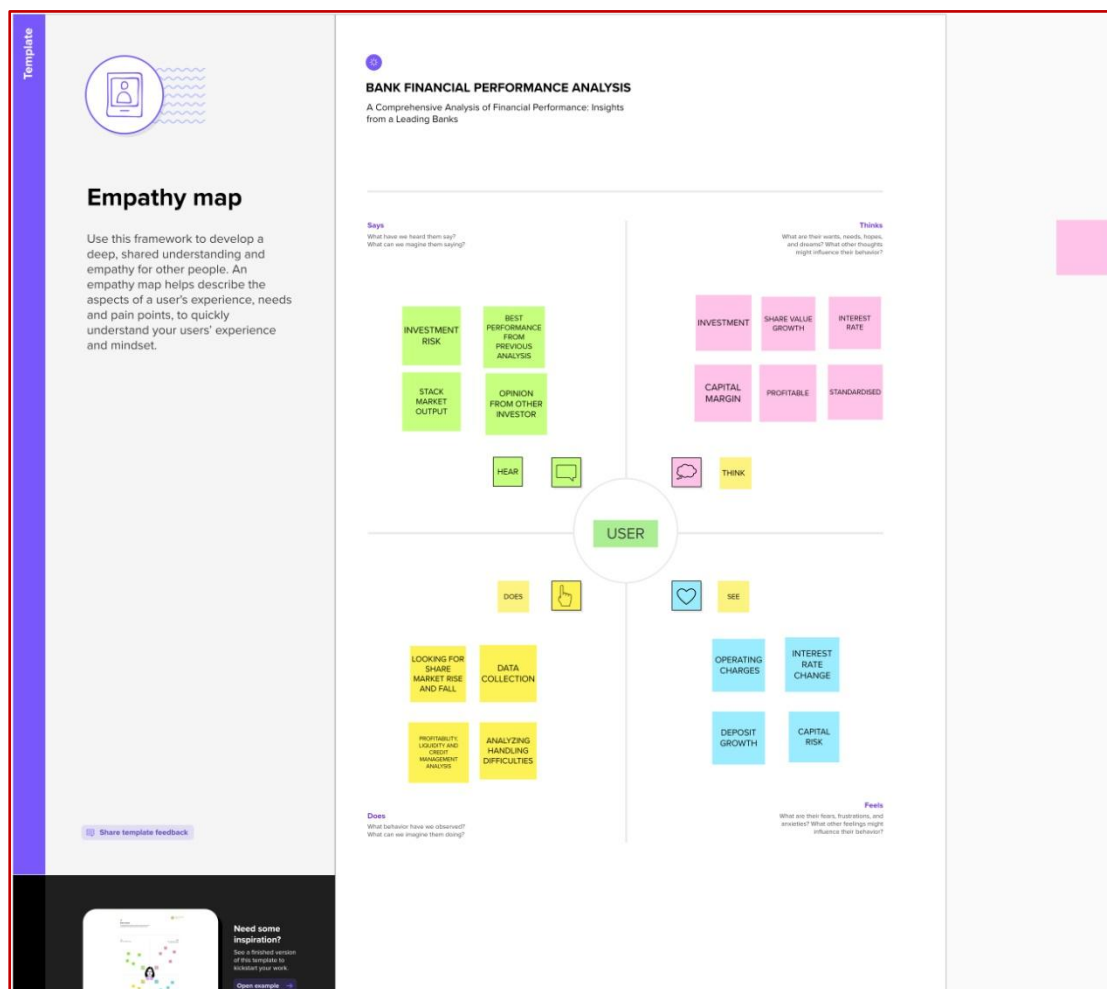 Template
Empathy map
Use this framework to develop a
deep, shared understanding and
empathy for other people. An
empathy map helps describe the
aspects of a user's experience, needs
and pain points, to quickly
understand your users' experience
and mindset.
Share template feedback
Need some
inspiration?
See a finished version
of this template to
kickstart your work.
Open example
BANK FINANCIAL PERFORMANCE ANALYSIS
A Comprehensive Analysis of Financial Performance: Insights
from a Leading Banks
Says
What have we heard them say?
What can we magine them saying?
Thinks
What are their wants, needs, hopes,
and dreams? What other thoughts
might influence their behavior?
INVESTMENT
RISK
BEST
PERFORMANCE
FROM
PREVIOUS
ANALYSIS
STACK
MARKET
OUTPUT
OPINION
FROM OTHER
INVESTOR
INVESTMENT
SHARE VALUE
GROWTH
INTEREST
RATE
CAPITAL
MARGIN
PROFITABLE
STANDARDISED
HEAR
THINK
USER
DOES
SEE
LOOKING FOR
SHARE
MARKET RISE
AND FALL
DATA
COLLECTION
PROFITABILITY,
LIQUIDITY AND
CREDIT
MANAGEMENT
ANALYSIS
ANALYZING
HANDLING
DIFFICULTIES
OPERATING
CHARGES
INTEREST
RATE
CHANGE
DEPOSIT
GROWTH
CAPITAL
RISK
Does
What behavior have we observed?
What can we imagine them doing?
Feels
What are their fears, frustrations, and
anxieties? What other feelings might
influence their behavior?